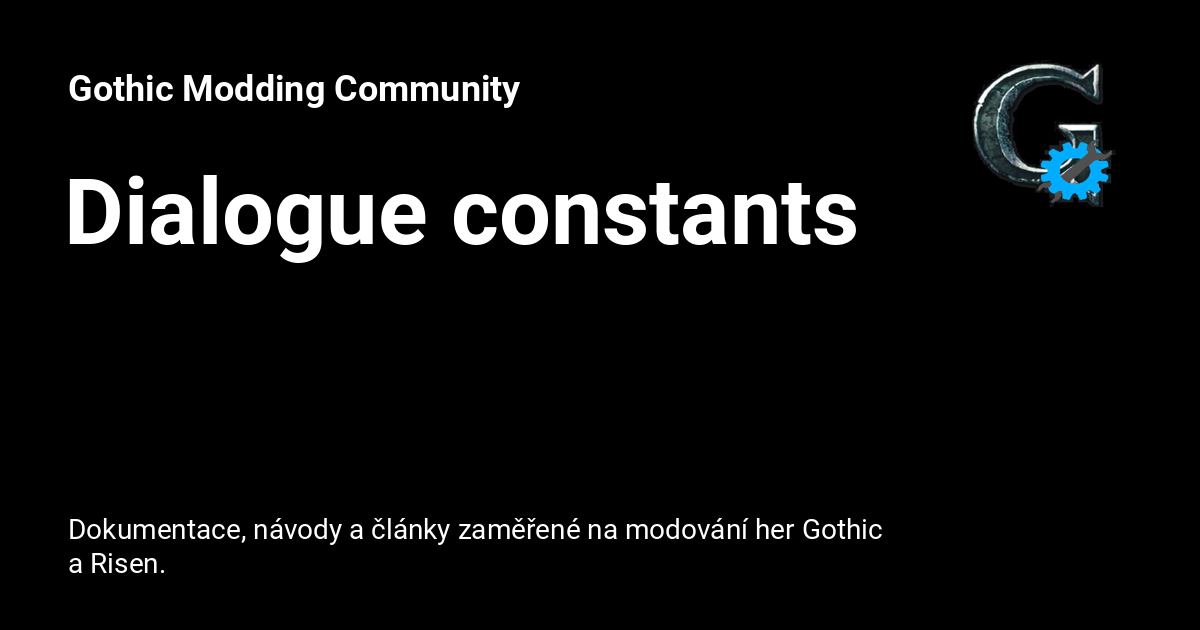 Gothic Modding Community
Dialogue constants
Dokumentace, návody a články zaměřené na modování her Gothic
a Risen.